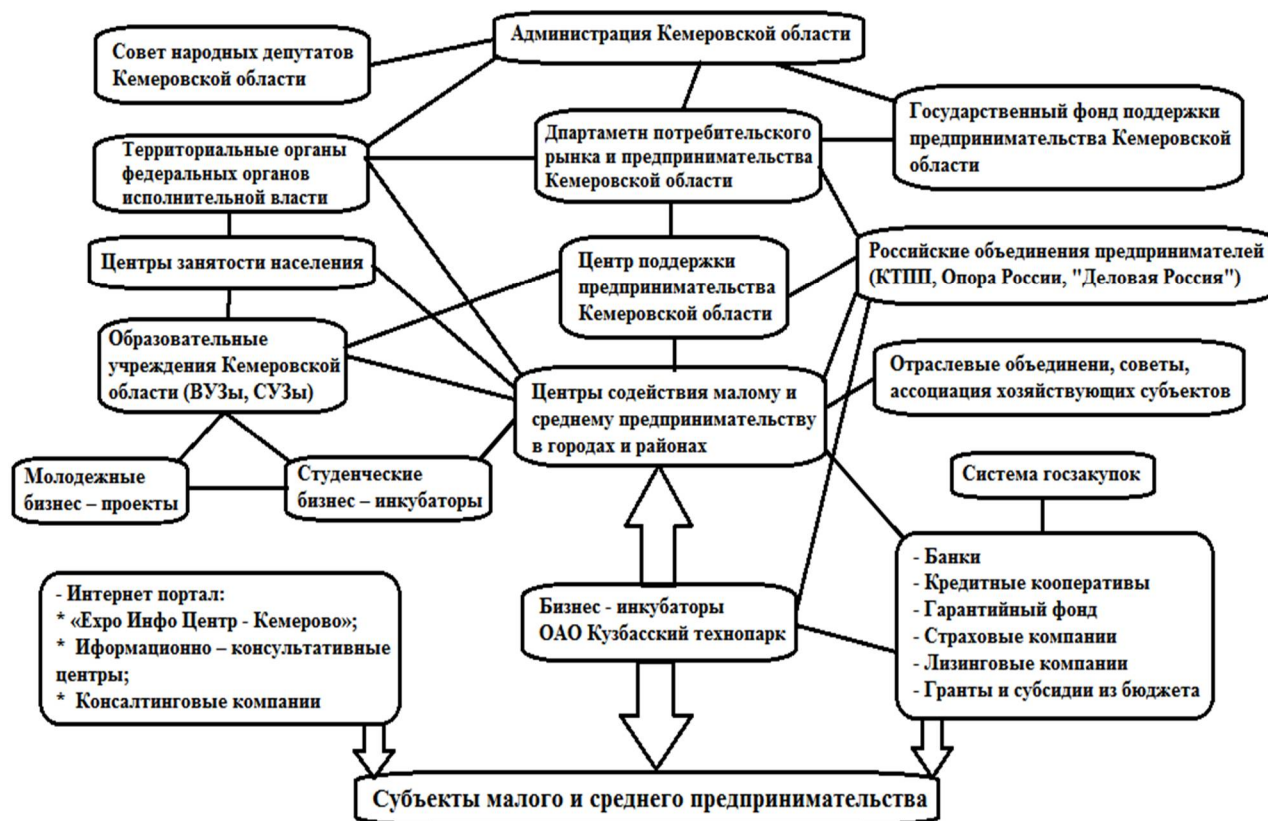 Администрация Кемеровской области
Совет народных депутатов
Кемеровской области
Государственный фонд поддержки
предпринимательства Кемеровской
области
Дпартаметн потребительского
рынка и предпринимательства
Кемеровской области
Территориальные органы
федеральных органов
исполнительной власти
Центры занятости населения
Центр поддержки
предпринимательства
Кемеровской области
Российские объединения предпринимателей
(КТПП, Опора России, "Деловая Россия")
Образовательные
учреждения Кемеровской
области (ВУЗы, СУЗы)
Отраслевые объединени, советы,
ассоциация хозяйствующих субъектов
Центры содействия малому и
среднему предпринимательству
в городах и районах
Молодежные
бизнес – проекты
Студенческие
бизнес – инкубаторы
Система госзакупок
- Банки
- Кредитные кооперативы
- Гарантийный фонд
- Страховые компании
- Лизинговые компании
- Гранты и субсидии из бюджета
- Интернет портал:
* «Ехро Инфо Центр - Кемерово»;
* Иформационно – консультативные
центры;
* Консалтинговые компании
Бизнес - инкубаторы
ОАО Кузбасский технопарк
Субъекты малого и среднего предпринимательства